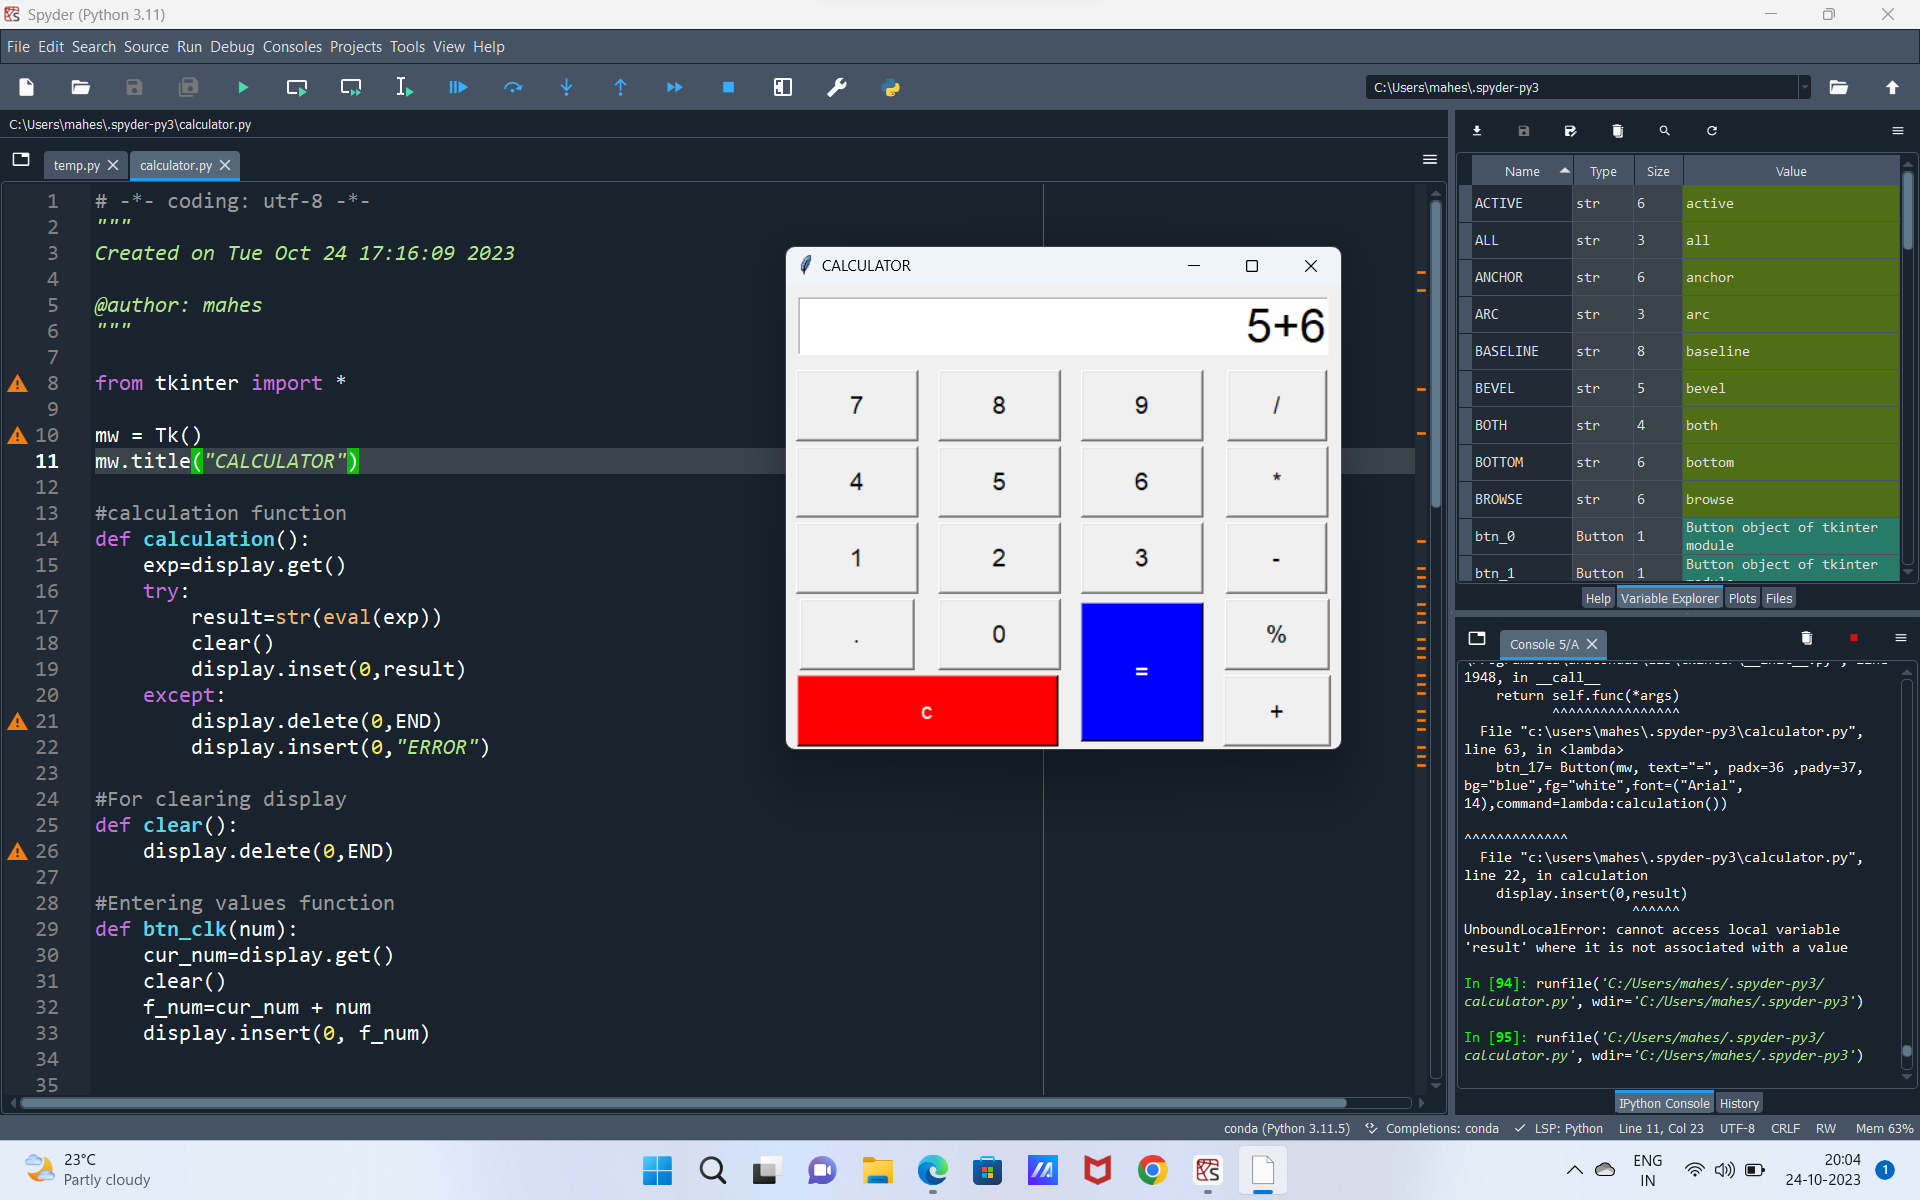 Spyder (Python 3.11)
File Edit Search Source Run Debug Consoles Projects Tools View Help
C:\Users\mahes\.spyder-py3
C:\Users\mahes\.spyder-py3\calculator.py
temp.py
calculator.py
1 # -*- coding: utf-8 -*-
2 """
3 Created on Tue Oct 24 17:16:09 2023
4
5 @author: mahes
6 """
7
8 from tkinter import *
9
10 mw = Tk()
11 mw.title("CALCULATOR")
12
13 #calculation function
14 def calculation():
15 exp=display.get()
16 try:
17 result=str(eval(exp))
18 clear()
19 display.inset(0,result)
20 except:
21 display.delete(0,END)
22 display.insert(0,"ERROR")
23
24 #For clearing display
25 def clear():
26 display.delete(0,END)
27
28 #Entering values function
29 def btn_clk(num):
30 cur_num=display.get()
31 clear()
32 f_num=cur_num + num
33 display.insert(0, f_num)
34
35
CALCULATOR
5+6
7 8 9 /
4 5 6 *
1 2 3 -
. 0 = %
c +
Name Type Size Value
ACTIVE str 6 active
ALL str 3 all
ANCHOR str 6 anchor
ARC str 3 arc
BASELINE str 8 baseline
BEVEL str 5 bevel
BOTH str 4 both
BOTTOM str 6 bottom
BROWSE str 6 browse
btn_0 Button 1 Button object of tkinter
module
btn_1 Button 1 Button object of tkinter
Help Variable Explorer Plots Files
Console 5/A
1948, in __call__
return self.func(*args)
^^^^^^^^^^^^^^^^
File "c:\users\mahes\.spyder-py3\calculator.py",
line 63, in <lambda>
btn_17= Button(mw, text="=", padx=36 ,pady=37,
bg="blue",fg="white",font=("Arial",
14),command=lambda:calculation())
^^^^^^^^^^^^^
File "c:\users\mahes\.spyder-py3\calculator.py",
line 22, in calculation
display.insert(0,result)
^^^^^^
UnboundLocalError: cannot access local variable
'result' where it is not associated with a value
In [94]: runfile('C:/Users/mahes/.spyder-py3/
calculator.py', wdir='C:/Users/mahes/.spyder-py3')
In [95]: runfile('C:/Users/mahes/.spyder-py3/
calculator.py', wdir='C:/Users/mahes/.spyder-py3')
IPython Console History
conda (Python 3.11.5) Completions: conda LSP: Python Line 11, Col 23 UTF-8 CRLF RW Mem 63%
23°C
Partly cloudy
ENG
IN
20:04
24-10-2023
1